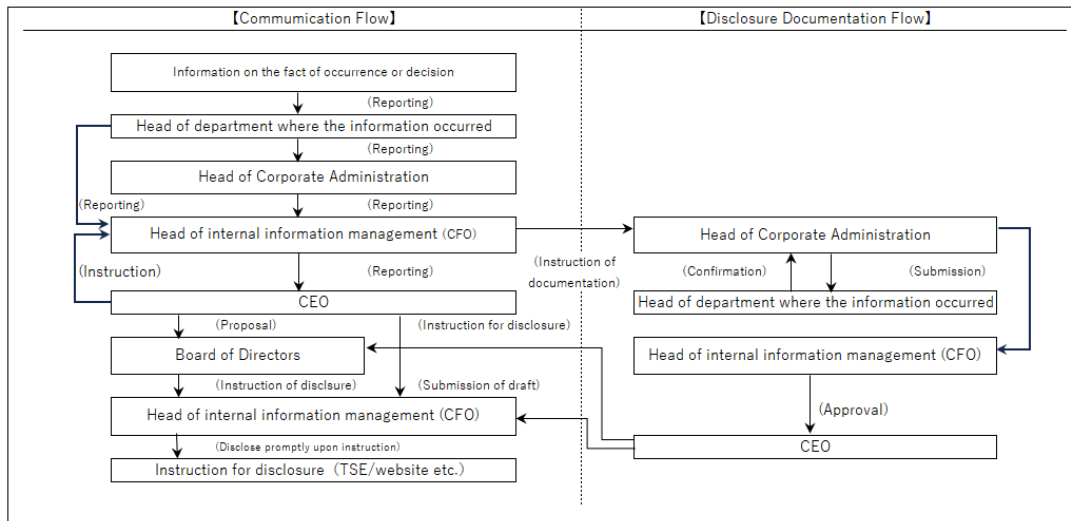 【Communication Flow】
【Disclosure Documentation Flow】
Information on the fact of occurrence or decision
(Reporting)
Head of department where the information occurred
(Reporting)
Head of Corporate Administration
(Reporting)
(Reporting)
Head of internal information management (CFO)
(Instruction)
(Reporting)
CEO
(Proposal)
(Instruction for disclosure)
Board of Directors
(Instruction of disclsure)
(Submission of draft)
Head of internal information management (CFO)
(Disclose promptly upon instruction)
Instruction for disclosure (TSE/website etc.)
(Instruction of
documentation)
Head of Corporate Administration
(Confirmation)
(Submission)
Head of department where the information occurred
Head of internal information management (CFO)
(Approval)
CEO